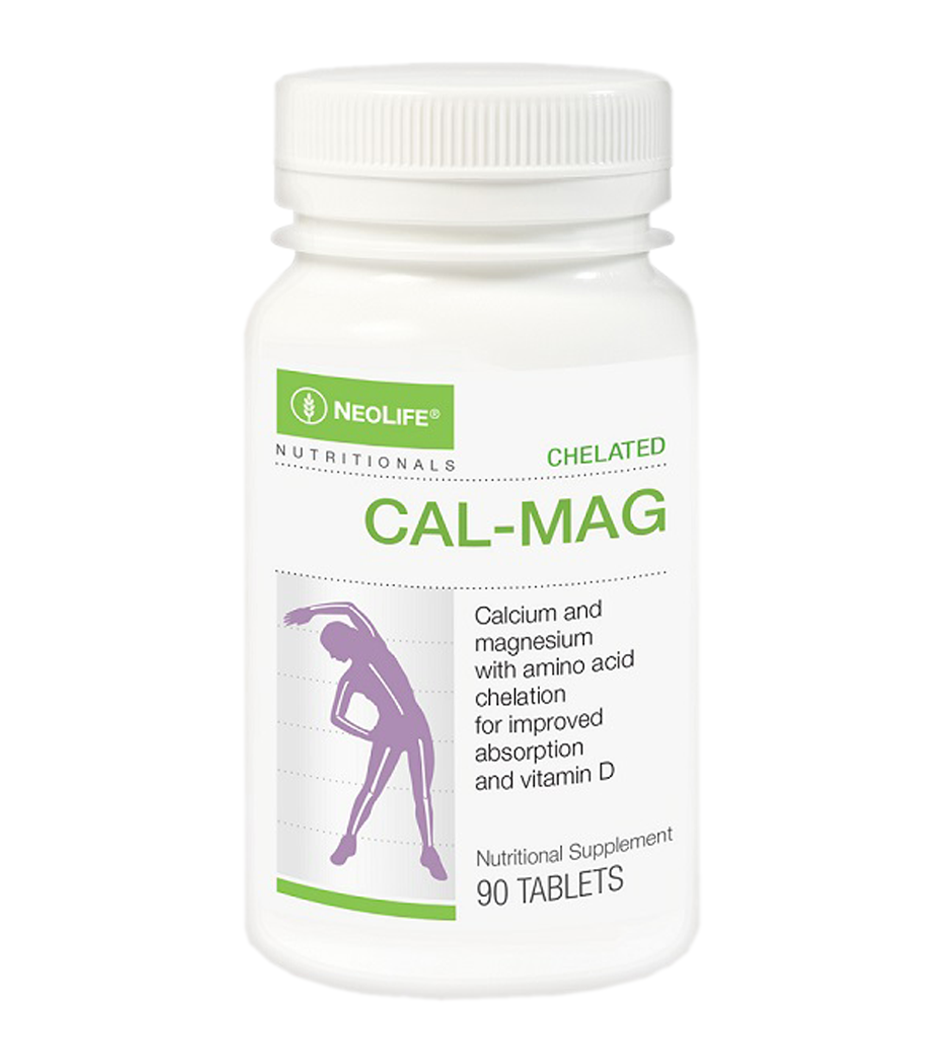 NEOLIFE®
NUTRITIONALS
CHELATED
CAL-MAG
Calcium and
magnesium
with amino acid
chelation
for improved
absorption
and vitamin D
Nutritional Supplement
90 TABLETS